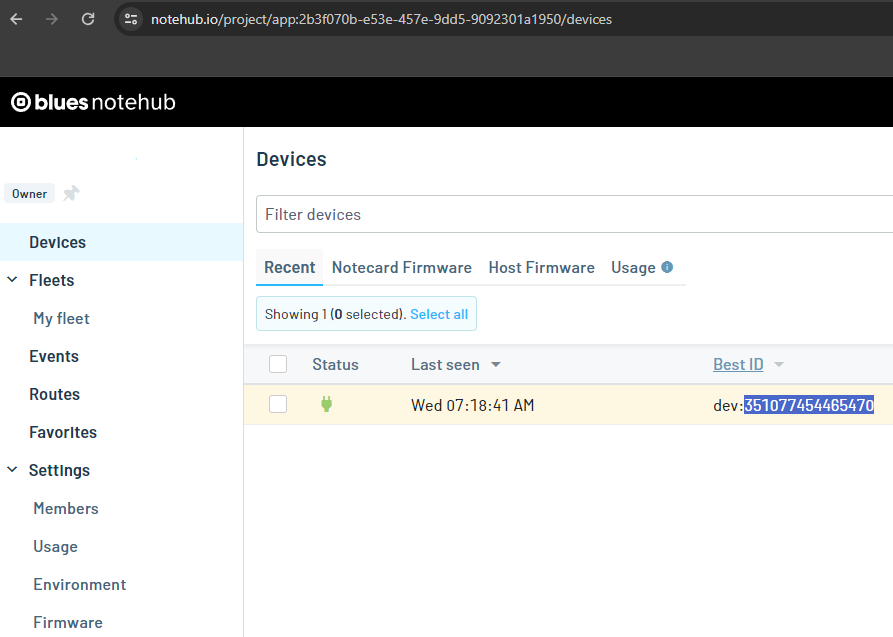 notehub.io/project/app:2b3f070b-e53e-457e-9dd5-9092301a1950/devices
blues notehub
Owner
Devices
Fleets
My fleet
Events
Routes
Favorites
Settings
Members
Usage
Environment
Firmware
Devices
Filter devices
Recent Notecard Firmware Host Firmware Usage
Showing 1 (0 selected). Select all
Status Last seen Best ID
Wed 07:18:41 AM dev:351077454465470